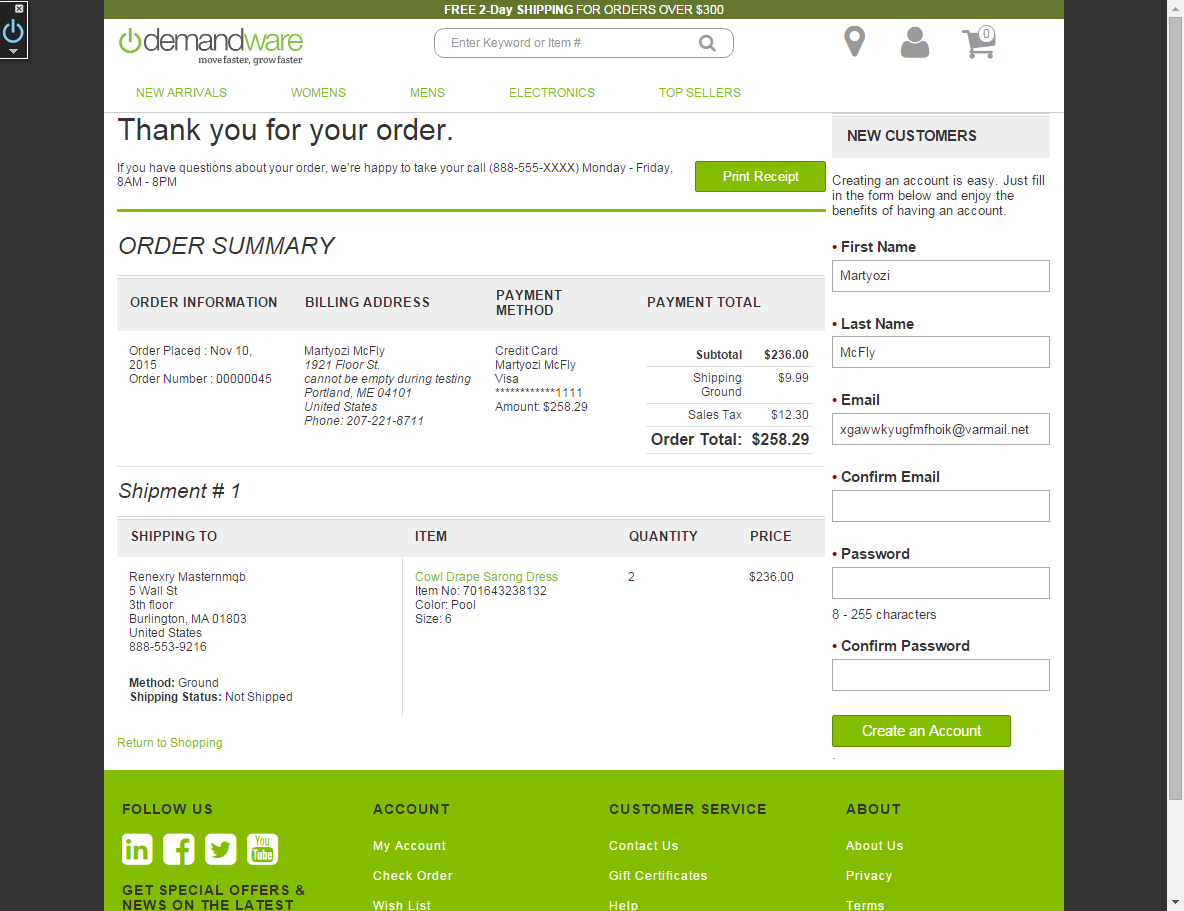 FREE 2-Day SHIPPING FOR ORDERS OVER $300
demandware
move faster, grow faster
Enter Keyword or Item #
0
NEW ARRIVALS
WOMENS
MENS
ELECTRONICS
TOP SELLERS
Thank you for your order.
If you have questions about your order, we're happy to take your call (888-555-XXXX) Monday - Friday,
8AM - 8PM
Print Receipt
ORDER SUMMARY
ORDER INFORMATION
BILLING ADDRESS
PAYMENT
METHOD
PAYMENT TOTAL
Order Placed : Nov 10,
2015
Order Number : 00000045
Martyozi McFly
1921 Floor St.
cannot be empty during testing
Portland, ME 04101
United States
Phone: 207-221-8711
Credit Card
Martyozi McFly
Visa
************1111
Amount: $258.29
Subtotal $236.00
Shipping $9.99
Ground
Sales Tax $12.30
Order Total: $258.29
Shipment # 1
SHIPPING TO
ITEM
QUANTITY
PRICE
Renexry Masternmqb
5 Wall St
3th floor
Burlington, MA 01803
United States
888-553-9216
Method: Ground
Shipping Status: Not Shipped
Cowl Drape Sarong Dress
Item No: 701643238132
Color: Pool
Size: 6
2
$236.00
Return to Shopping
NEW CUSTOMERS
Creating an account is easy. Just fill
in the form below and enjoy the
benefits of having an account.
• First Name
Martyozi
• Last Name
McFly
• Email
xgawwkyugfmfhoik@varmail.net
• Confirm Email
• Password
8 - 255 characters
• Confirm Password
Create an Account
.
FOLLOW US
in
f
You
Tube
GET SPECIAL OFFERS &
NEWS ON THE LATEST
ACCOUNT
My Account
Check Order
Wish List
CUSTOMER SERVICE
Contact Us
Gift Certificates
Help
ABOUT
About Us
Privacy
Terms